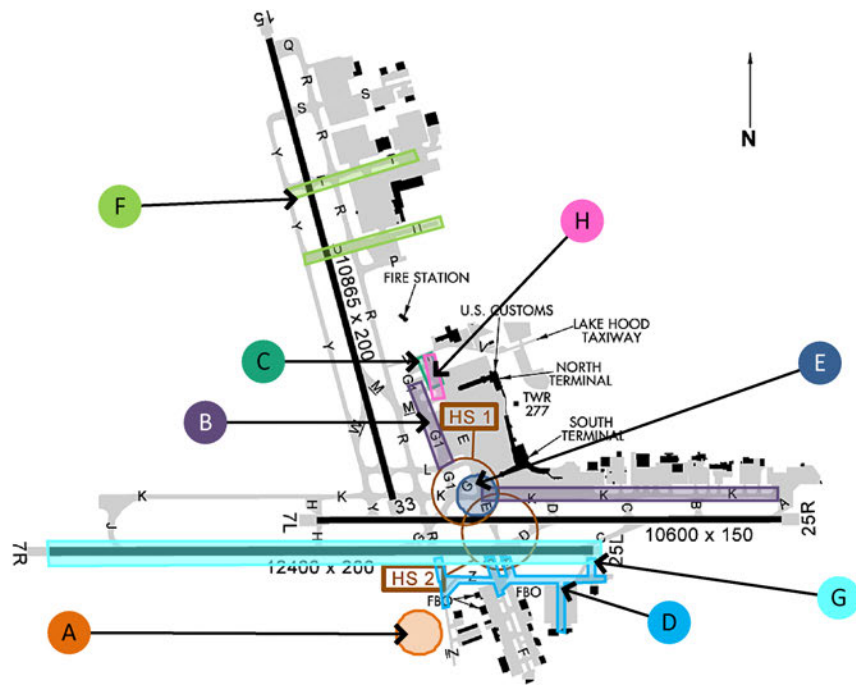 15
Q
R
S
S
R
Y
F
R
Y
U
P
10865 x 200
FIRE STATION
H
U.S. CUSTOMS
V
LAKE HOOD
TAXIWAY
N
R
Y
C
G1
NORTH
TERMINAL
E
M
M
M
TWR
277
B
HS 1
G1
E
R
SOUTH
TERMINAL
L
G1
G
J
K
K
Y
33
K
E
K
D
K
C
B
K
A
H
7L
H
R
G
C
25R
10600 x 150
7R
25L
12400 x 200
HS 2
Z
FBO
FBO
G
D
A
Z
F